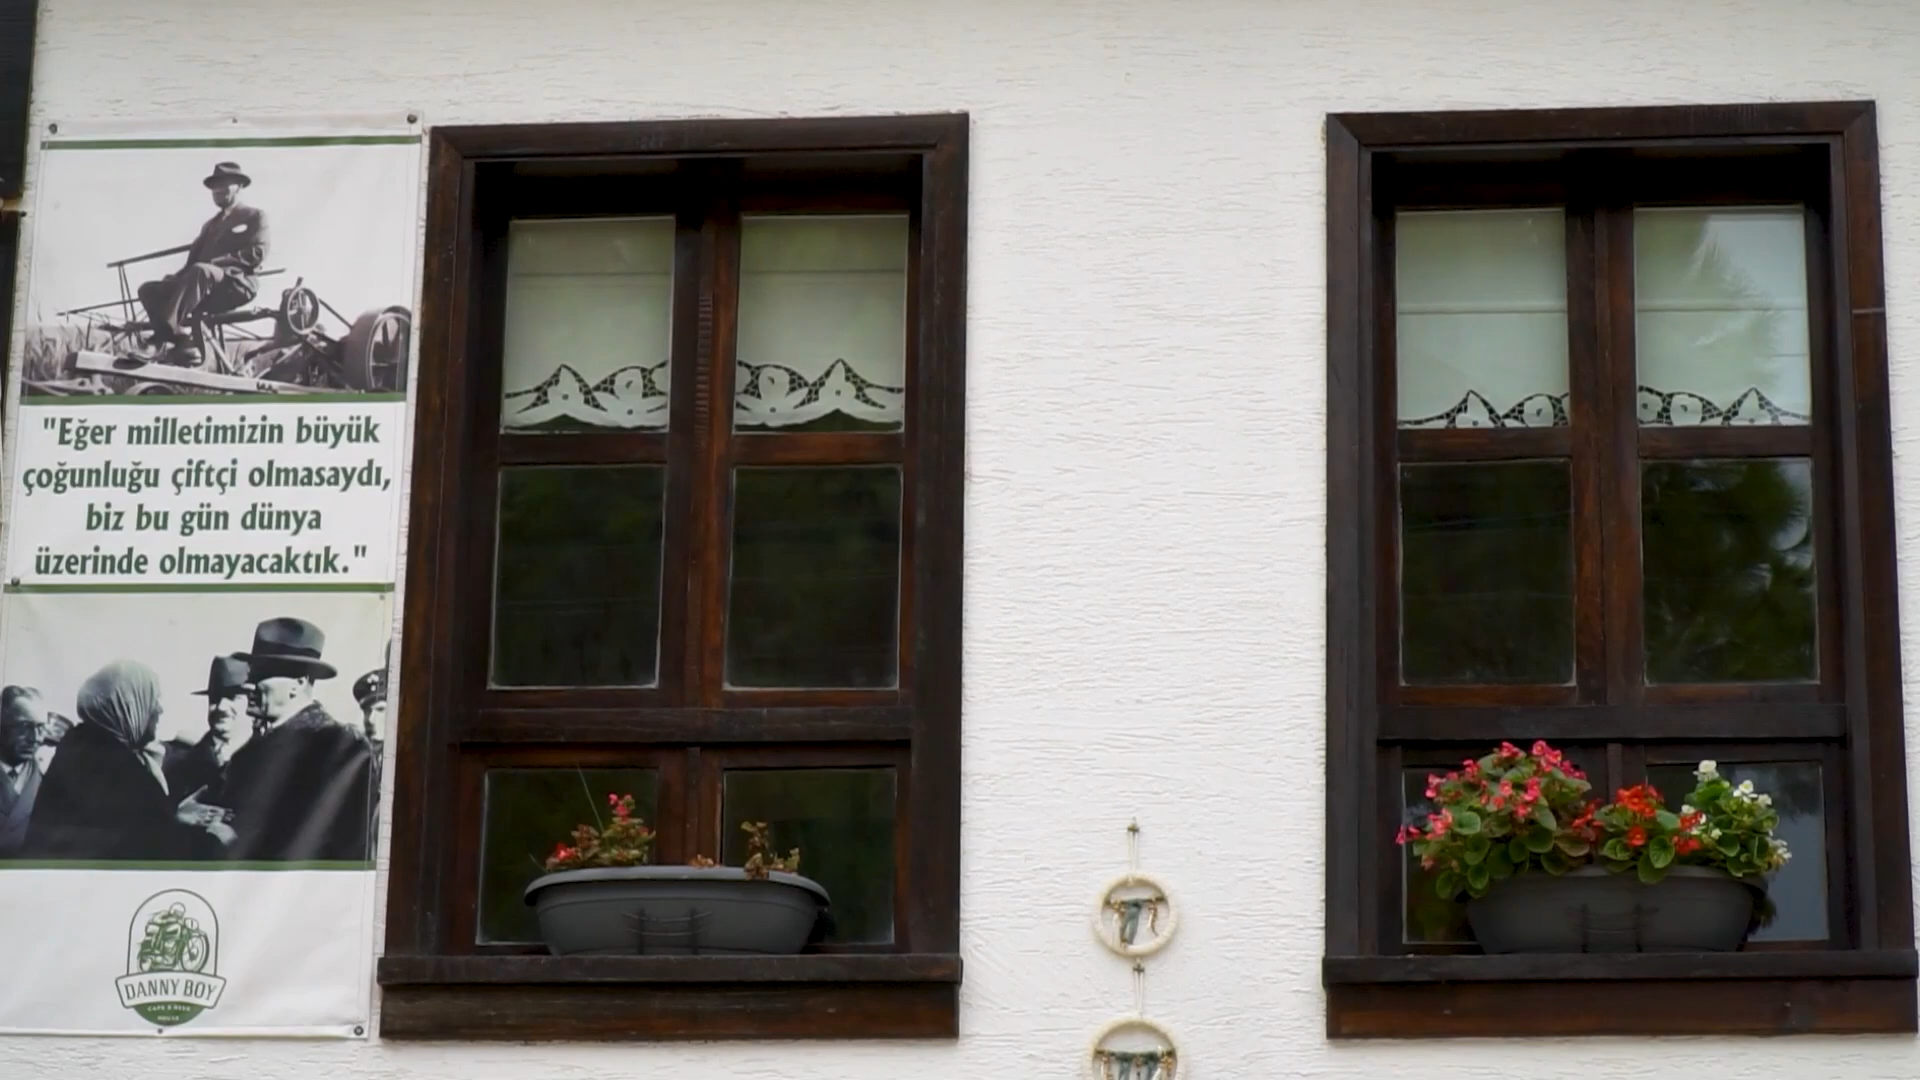 "Eğer milletimizin büyük
çoğunluğu çiftçi olmasaydı,
biz bu gün dünya
üzerinde olmayacaktık."
DANNY BOY